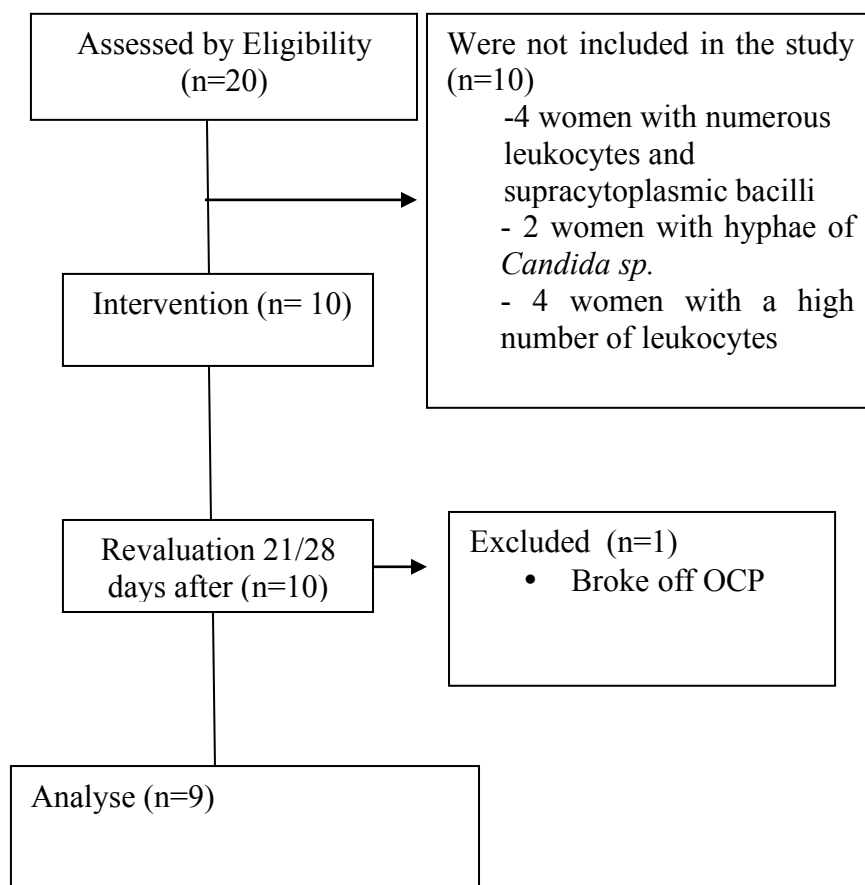 Assessed by Eligibility
(n=20)
Were not included in the study
(n=10)
-4 women with numerous
leukocytes and
supracytoplasmic bacilli
- 2 women with hyphae of
Candida sp.
- 4 women with a high
number of leukocytes
Intervention (n= 10)
Revaluation 21/28
days after (n=10)
Excluded (n=1)
• Broke off OCP
Analyse (n=9)